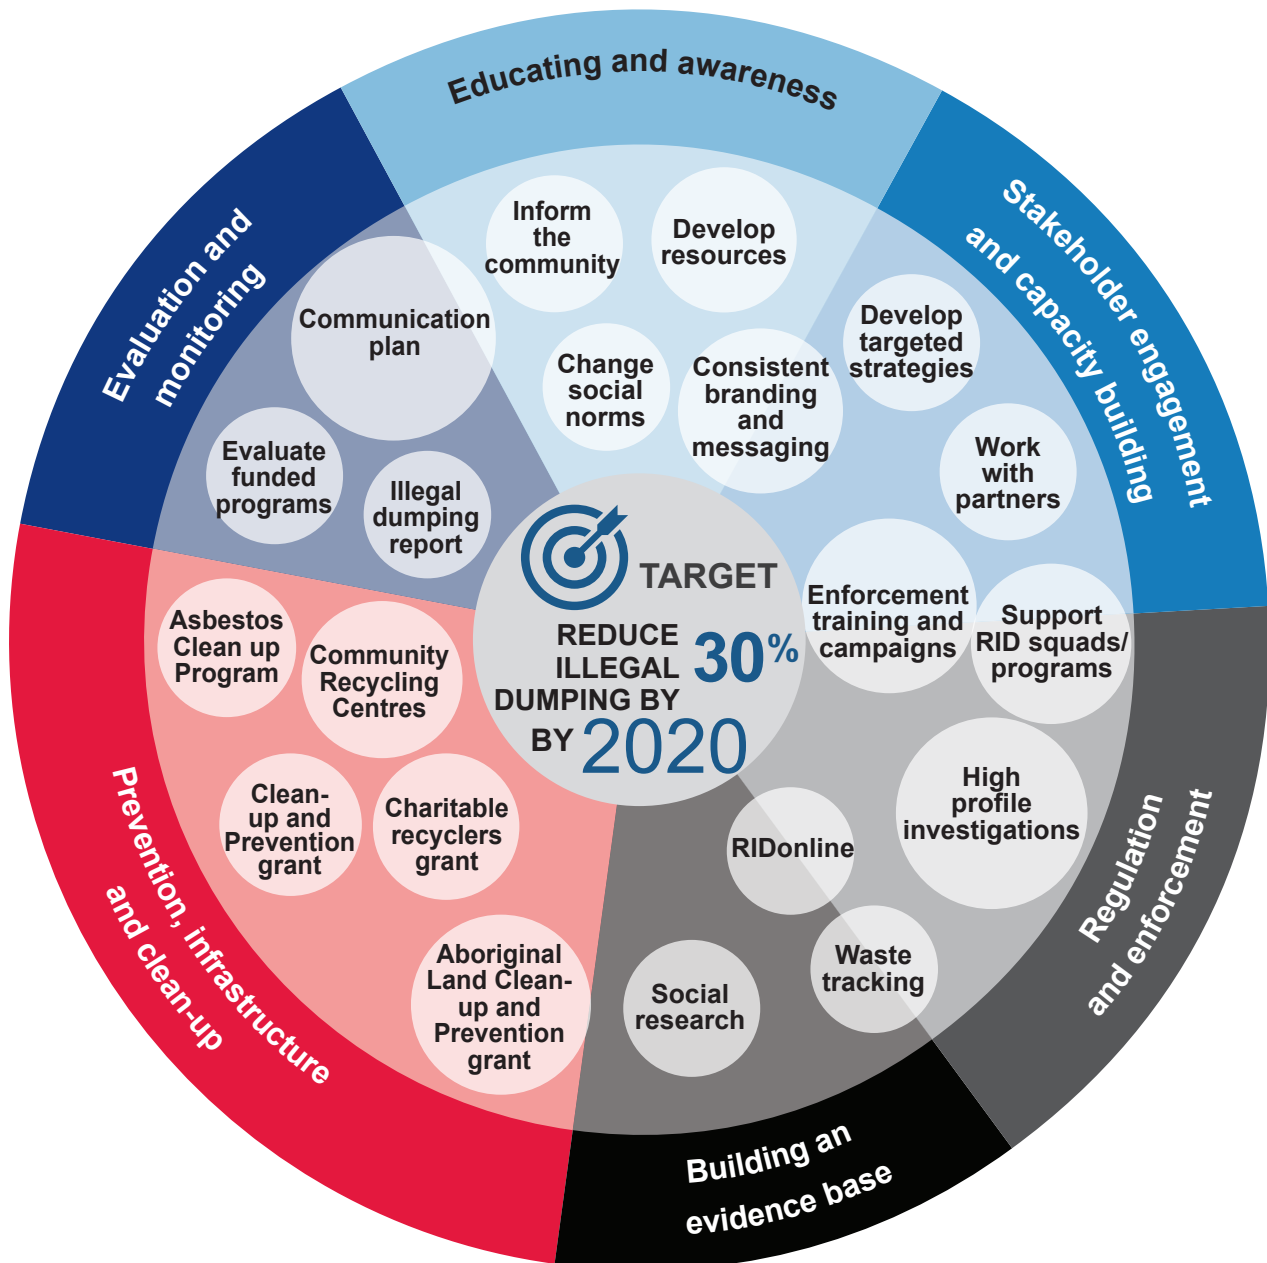 Educating and awareness
Inform
the
community
Develop
resources
Change
social
norms
Consistent
branding
and
messaging
Stakeholder engagement
and capacity building
Develop
targeted
strategies
Work
with
partners
Enforcement
training and
campaigns
Support
RID squads/
programs
Regulation
and enforcement
High
profile
investigations
RIDonline
Waste
tracking
Building an
evidence base
Social
research
Prevention, infrastructure
and clean-up
Asbestos
Clean up
Program
Community
Recycling
Centres
Clean-
up and
Prevention
grant
Charitable
recyclers
grant
Aboriginal
Land Clean-
up and
Prevention
grant
Evaluation and
monitoring
Communication
plan
Evaluate
funded
programs
Illegal
dumping
report
TARGET
REDUCE
ILLEGAL 30%
DUMPING BY
BY 2020